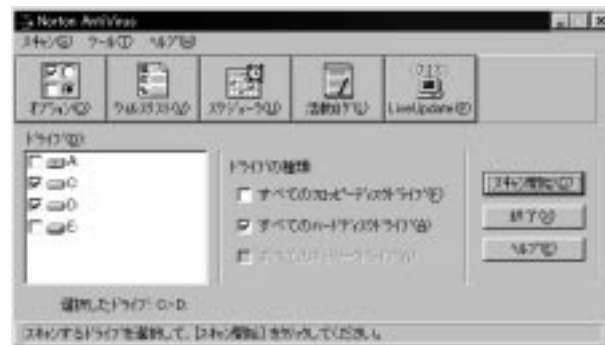 Norton AntiVirus
スキャン(S) ツール(T) ヘルプ(H)
オプション(O) ウイルスリスト(V) スケジューラ(U) 活動ログ(L) LiveUpdate(P)
ドライブ(D):
A
C
D
E
ドライブの種類
すべてのフロッピーディスクドライブ(F)
すべてのハードディスクドライブ(A)
スキャン開始(C)
終了(X)
ヘルプ(E)
選択したドライブ: C: D:
スキャンするドライブを選択して、[スキャン開始] をクリックしてください。